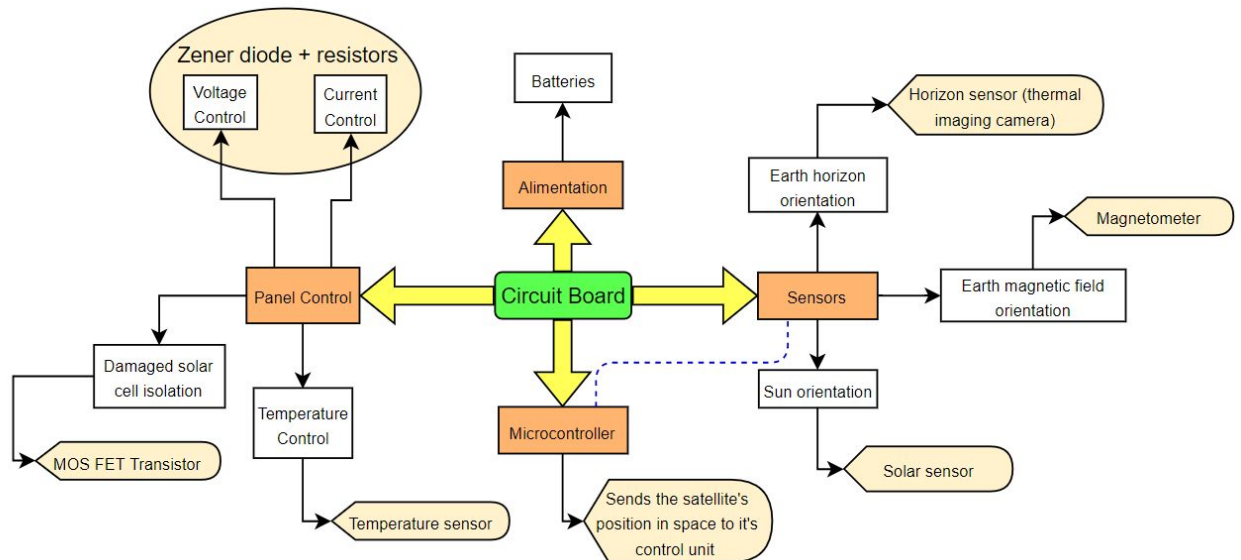 Zener diode + resistors
Voltage
Control
Current
Control
Batteries
Horizon sensor (thermal
imaging camera)
Alimentation
Earth horizon
orientation
Magnetometer
Panel Control
Circuit Board
Sensors
Earth magnetic field
orientation
Damaged solar
cell isolation
Sun orientation
Temperature
Control
Microcontroller
MOS FET Transistor
Solar sensor
Temperature sensor
Sends the satellite's
position in space to it's
control unit